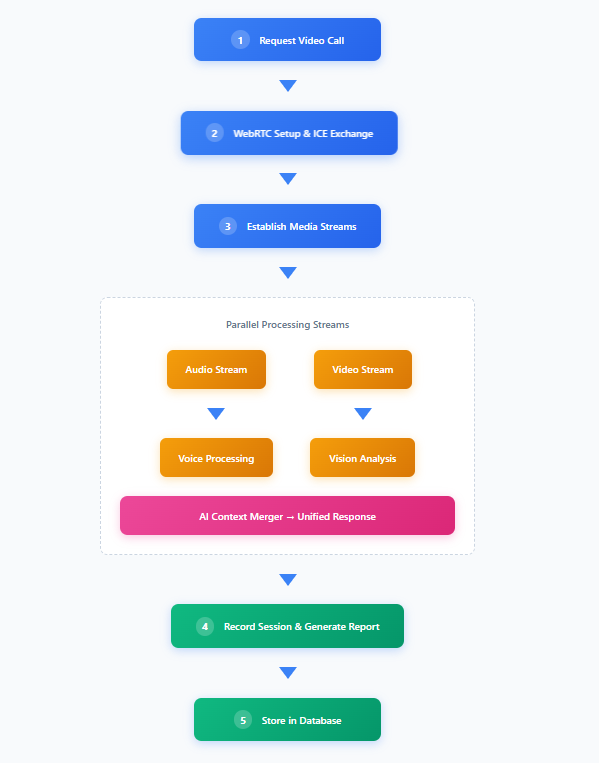 1 Request Video Call
2 WebRTC Setup & ICE Exchange
3 Establish Media Streams
Parallel Processing Streams
Audio Stream Video Stream
Voice Processing Vision Analysis
AI Context Merger → Unified Response
4 Record Session & Generate Report
5 Store in Database